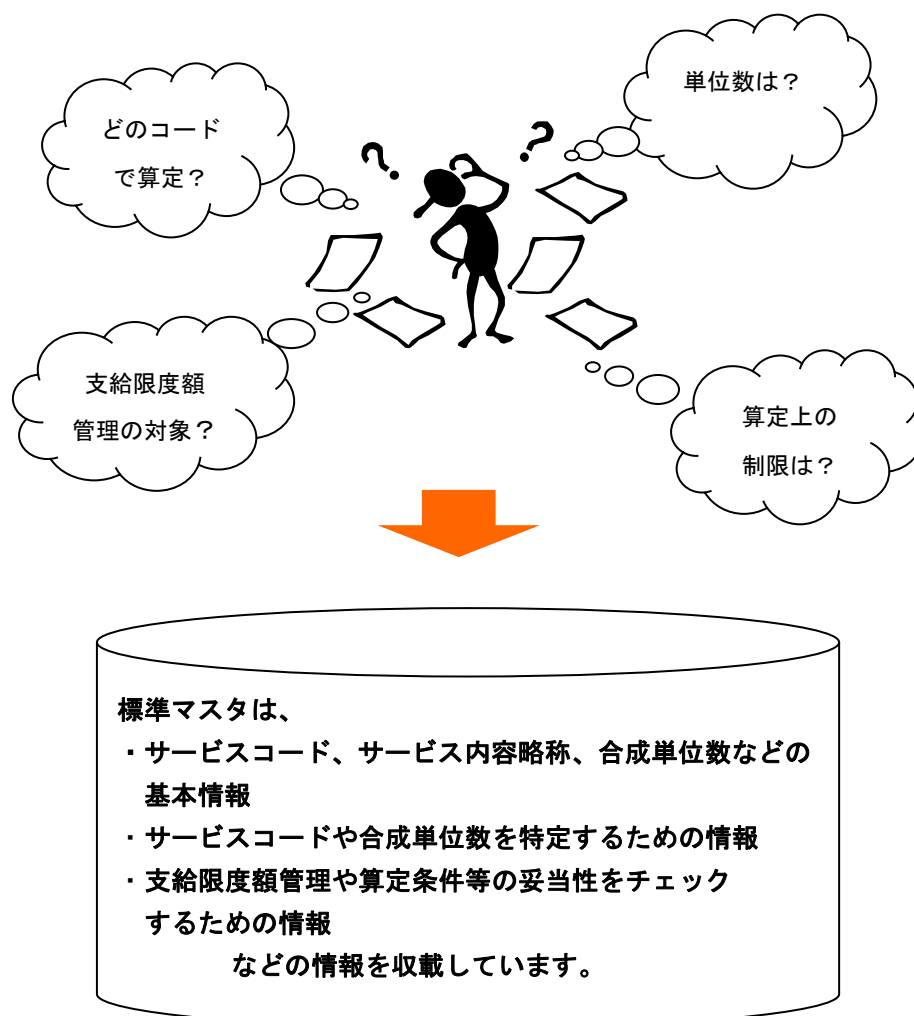 どのコード
で算定？
単位数は？
?
?
支給限度額
管理の対象？
算定上の
制限は？
標準マスタは、
・サービスコード、サービス内容略称、合成単位数などの
基本情報
・サービスコードや合成単位数を特定するための情報
・支給限度額管理や算定条件等の妥当性をチェック
するための情報
などの情報を収載しています。